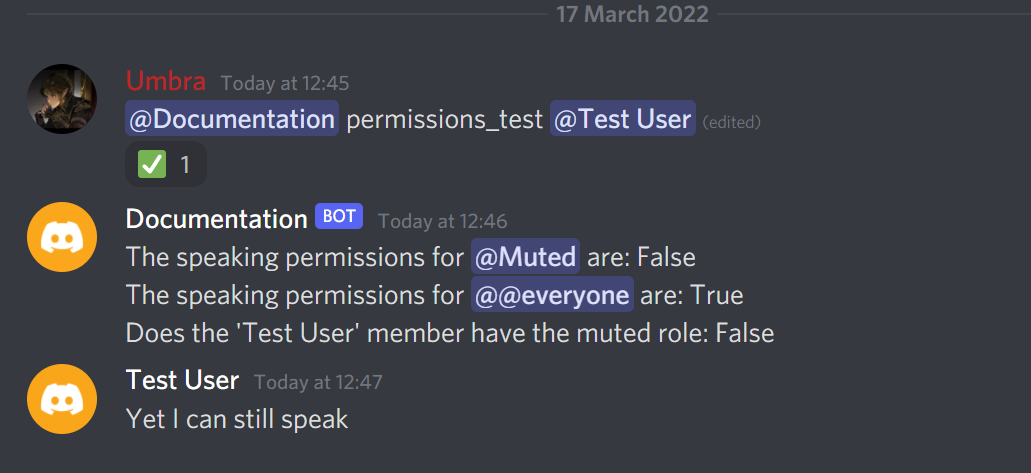 17 March 2022
Umbra Today at 12:45
@Documentation permissions_test @Test User (edited)
✅ 1
Documentation BOT Today at 12:46
The speaking permissions for @Muted are: False
The speaking permissions for @@everyone are: True
Does the 'Test User' member have the muted role: False
Test User Today at 12:47
Yet I can still speak